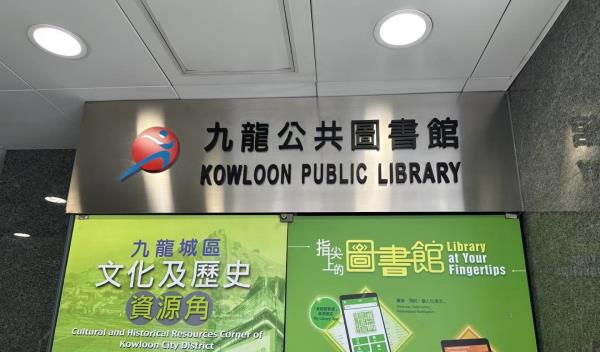 九龍公共圖書館
KOWLOON PUBLIC LIBRARY
九龍城區
文化及歷史
資源角
Cultural and Historical Resources Corner of
Kowloon City District
指尖
上的
圖書館
Library
at Your
Fingertips